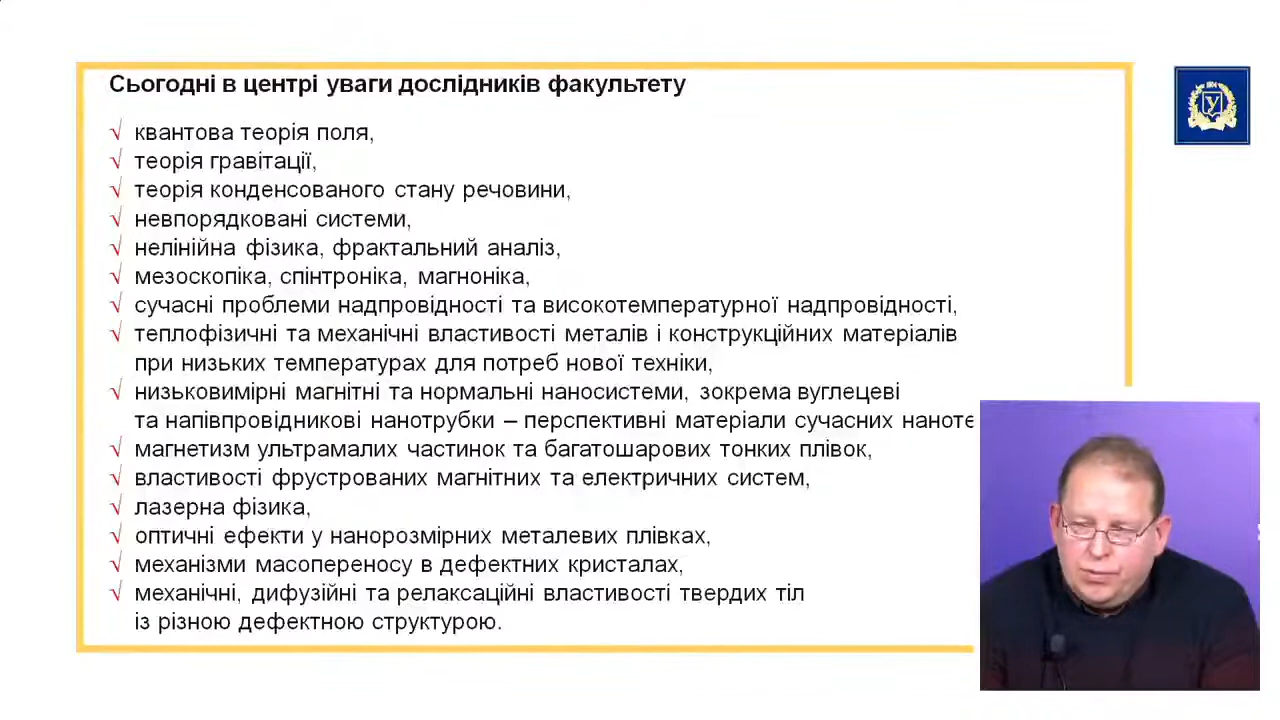 Сьогодні в центрі уваги дослідників факультету
√ квантова теорія поля,
√ теорія гравітації,
√ теорія конденсованого стану речовини,
√ невпорядковані системи,
√ нелінійна фізика, фрактальний аналіз,
√ мезоскопіка, спінтроніка, магноніка,
√ сучасні проблеми надпровідності та високотемпературної надпровідності,
√ теплофізичні та механічні властивості металів і конструкційних матеріалів
при низьких температурах для потреб нової техніки,
√ низьковимірні магнітні та нормальні наносистеми, зокрема вуглецеві
та напівпровідникові нанотрубки – перспективні матеріали сучасних
√ магнетизм ультрамалих частинок та багатошарових тонких плівок,
√ властивості фрустрованих магнітних та електричних систем,
√ лазерна фізика,
√ оптичні ефекти у нанорозмірних металевих плівках,
√ механізми масопереносу в дефектних кристалах,
√ механічні, дифузійні та релаксаційні властивості твердих тіл
із різною дефектною структурою.
У